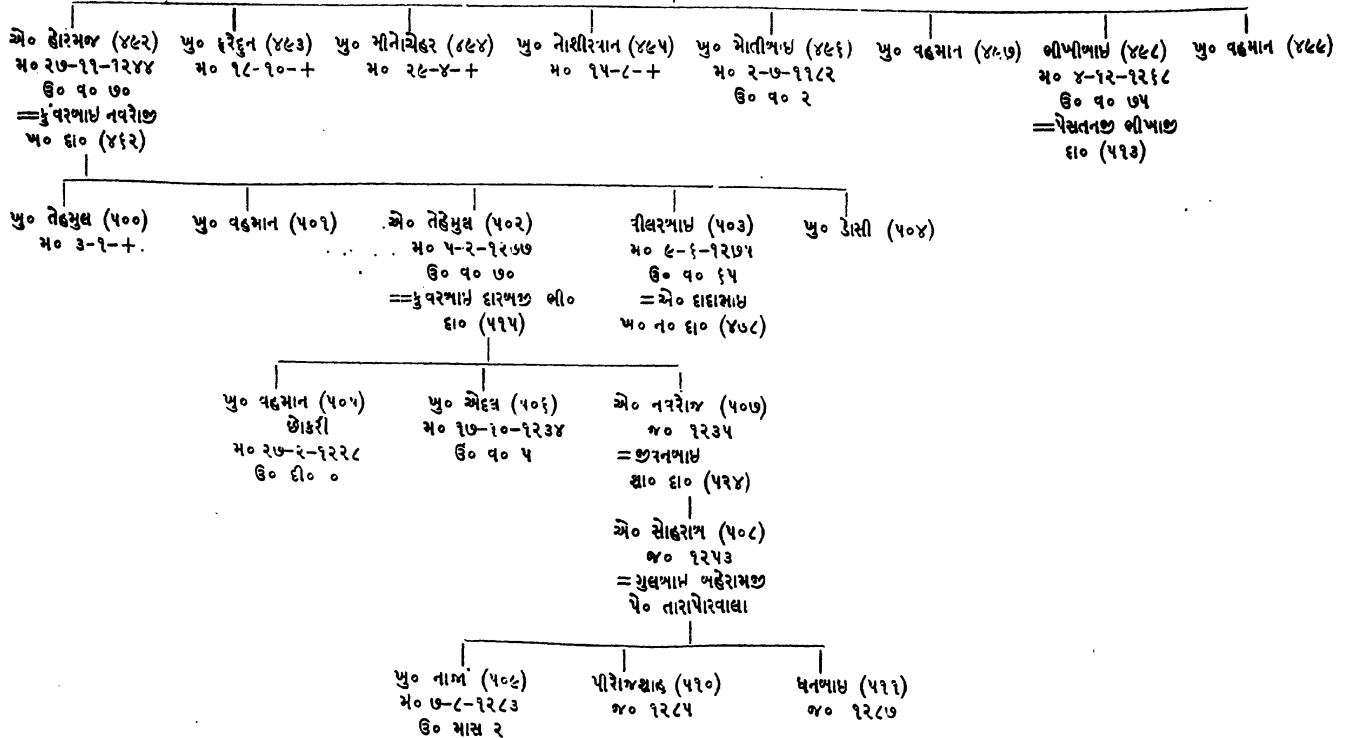 એ૦ હોરમજ (૪૯૨)
મ૦ ૨૭-૧૧-૧૨૪૪
ઉ૦ વ૦ ૭૦
==કુંવરબાઇ નવરોજી
ખ૦ દા૦ (૪૬૨)
ખુ૦ ફરેદુન (૪૯૩)
મ૦ ૧૮-૧૦-+
ખુ૦ મીનોચેહર (૪૯૪)
મ૦ ૨૯-૪-+
ખુ૦ નોશીરવાન (૪૯૫)
મ૦ ૧૫-૮-+
ખુ૦ મોતીબાઇ (૪૯૬)
મ૦ ૨-૭-૧૧૮૨
ઉ૦ વ૦ ૨
ખુ૦ વહમાન (૪૯૭)
ભીખીબાઇ (૪૯૮)
મ૦ ૪-૧૨-૧૨૬૮
ઉ૦ વ૦ ૭૫
==પેસતનજી ભીખાજી
દા૦ (૫૧૩)
ખુ૦ વહમાન (૪૯૯)
ખુ૦ તેહમુલ (૫૦૦)
મ૦ ૩-૧-+
ખુ૦ વહમાન (૫૦૧)
એ૦ તેહેમુલ (૫૦૨)
મ૦ ૫-૨-૧૨૭૭
ઉ૦ વ૦ ૭૦
==કુવરબાઇ દારબજી ભી૦
દા૦ (૫૧૫)
વીલરબાઇ (૫૦૩)
મ૦ ૯-૬-૧૨૭૫
ઉ૦ વ૦ ૬૫
=એ૦ દાદાભાઇ
ખ૦ ન૦ દા૦ (૪૭૮)
ખુ૦ ડોસી (૫૦૪)
ખુ૦ વહમાન (૫૦૫)
છોકરી
મ૦ ૨૭-૨-૧૨૨૮
ઉ૦ દી૦ ૦
ખુ૦ એદલ (૫૦૬)
મ૦ ૧૭-૧૦-૧૨૩૪
ઉ૦ વ૦ ૫
એ૦ નવરોજ (૫૦૭)
જ૦ ૧૨૩૫
=જીવનબાઇ
શા૦ દા૦ (૫૨૪)
એ૦ સોહરાબ (૫૦૮)
જ૦ ૧૨૫૩
=ગુલબાઇ બહેરામજી
પે૦ તારાપોરવાલા
ખુ૦ નાજાં (૫૦૯)
મ૦ ૭-૮-૧૨૮૩
ઉ૦ માસ ૨
પીરોજશાહ (૫૧૦)
જ૦ ૧૨૮૫
ધનબાઇ (૫૧૧)
જ૦ ૧૨૮૭